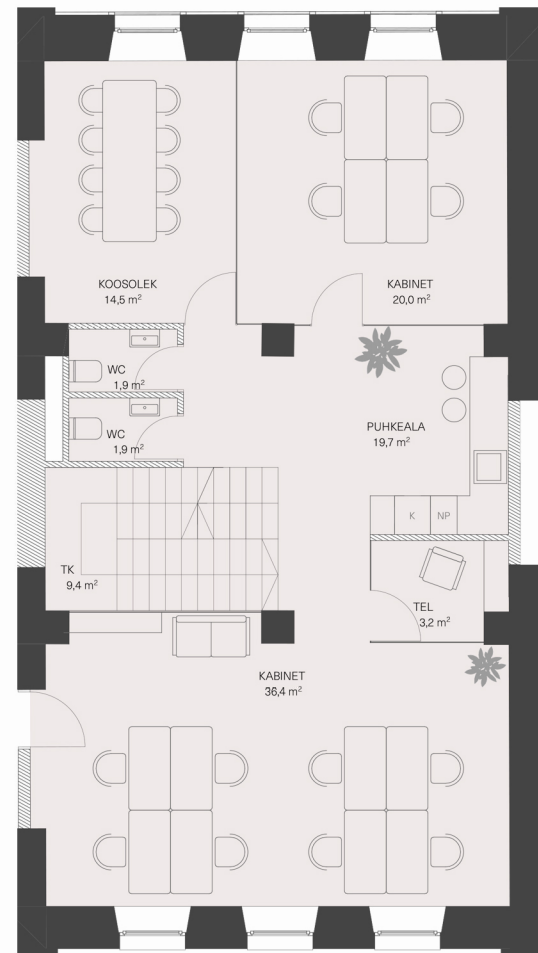 KOOSOLEK
14,5 m²
KABINET
20,0 m²
WC
1,9 m²
WC
1,9 m²
PUHKEALA
19,7 m²
K
NP
TK
9,4 m²
TEL
3,2 m²
KABINET
36,4 m²